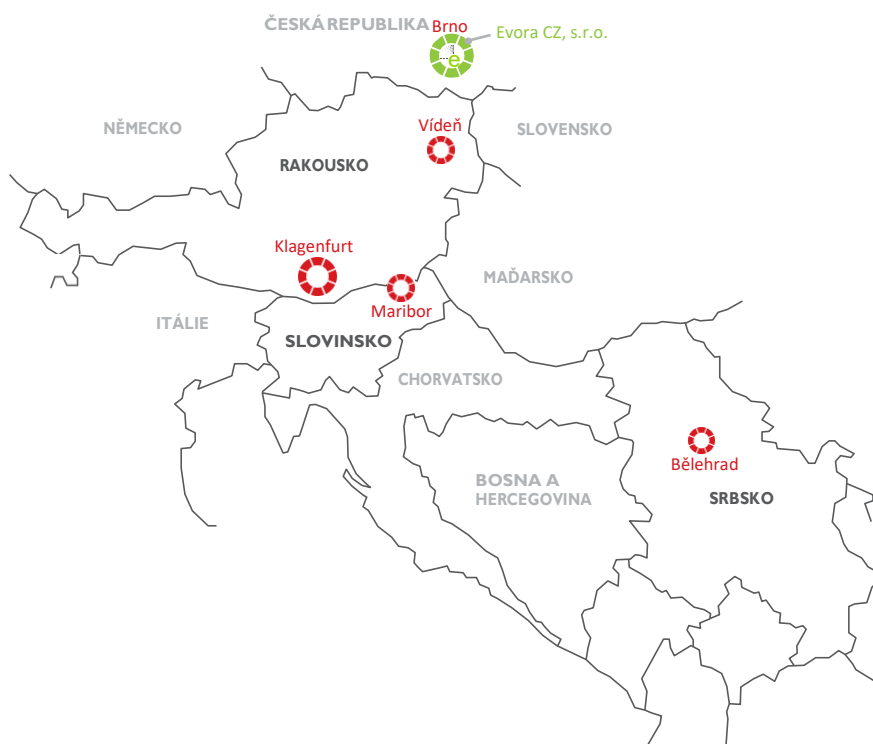 ČESKÁ REPUBLIKA
Brno
Evora CZ, s.r.o.
e
NĚMECKO
Vídeň
SLOVENSKO
RAKOUSKO
Klagenfurt
MAĎARSKO
Maribor
ITÁLIE
SLOVINSKO
CHORVATSKO
Bělehrad
BOSNA A
HERCEGOVINA
SRBSKO